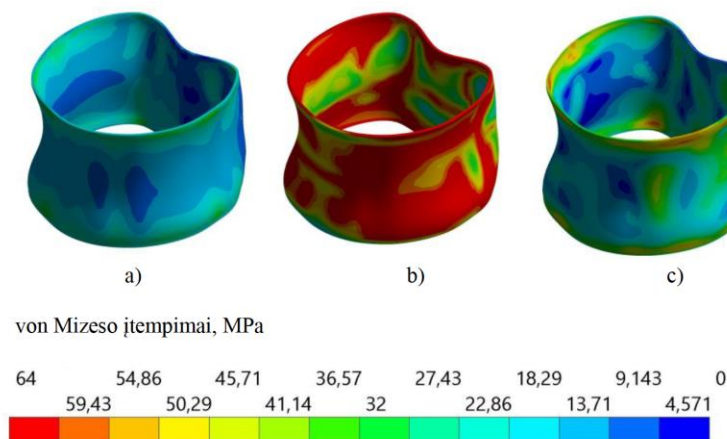 a) b) c)
von Mizeso įtempimai, MPa
64 54,86 45,71 36,57 27,43 18,29 9,143 0
59,43 50,29 41,14 32 22,86 13,71 4,571